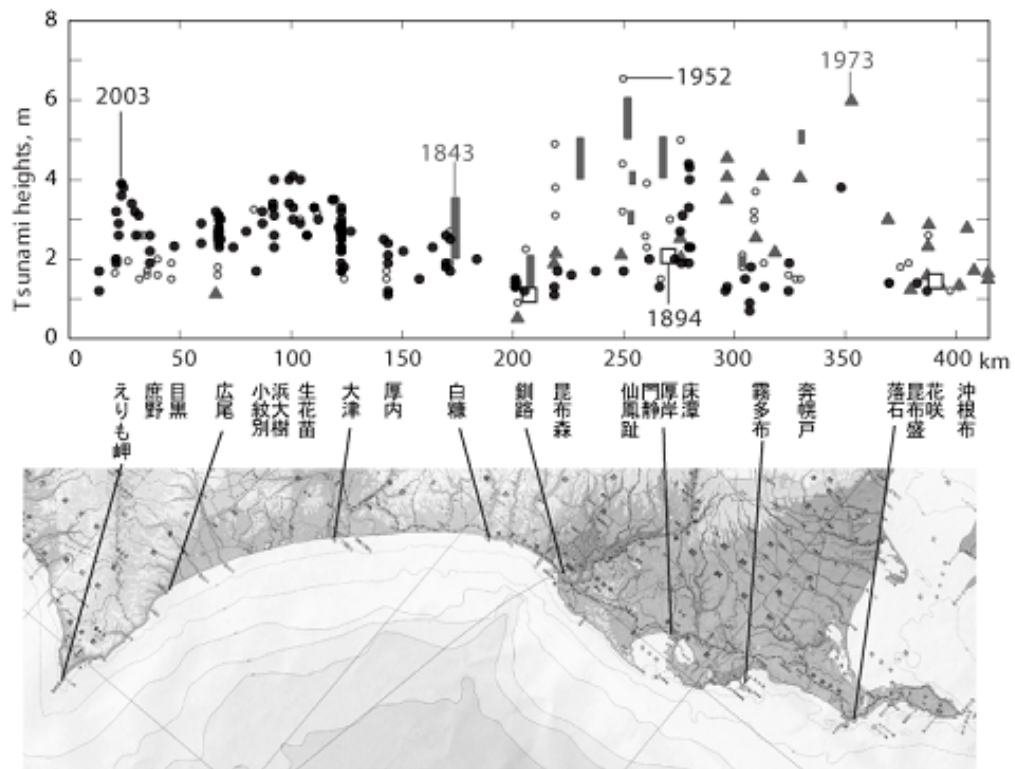 8
6
4
2
0
Tsunami heights, m
2003
1843
1952
1894
1973
0 50 100 150 200 250 300 350 400 km
えりも岬
庶野
目黒
広尾
小紋別
浜大樹
生花苗
大津
厚内
白糠
釧路
昆布森
仙鳳趾
門静
厚岸
床潭
霧多布
奔幌戸
落石
昆布盛
花咲
沖根布